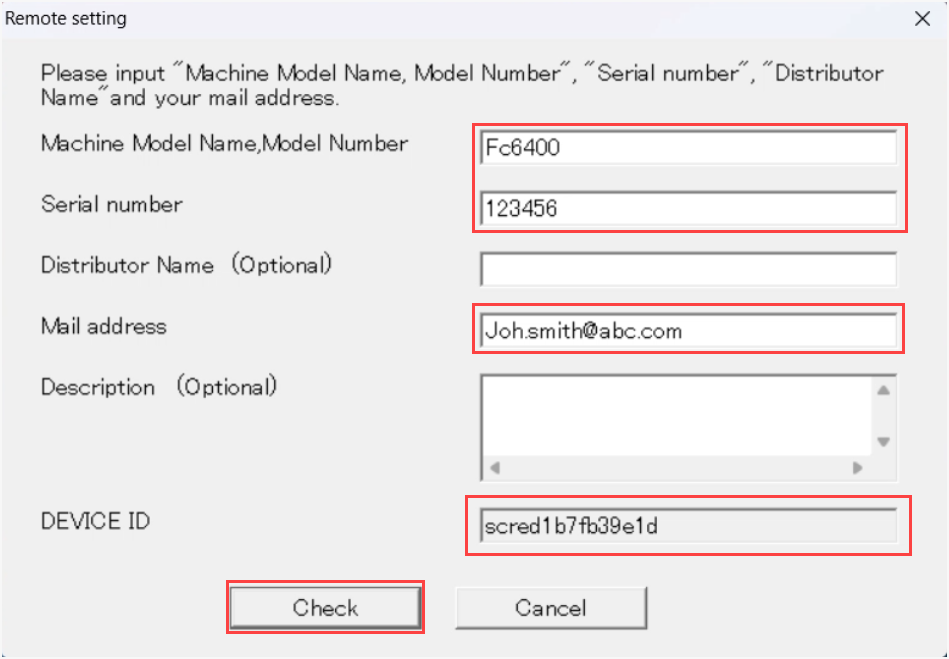 Remote setting
Please input "Machine Model Name, Model Number", "Serial number", "Distributor
Name"and your mail address.
Machine Model Name,Model Number
Fc6400
Serial number
123456
Distributor Name (Optional)
Mail address
Joh.smith@abc.com
Description (Optional)
DEVICE ID
scred1b7fb39e1d
Check
Cancel